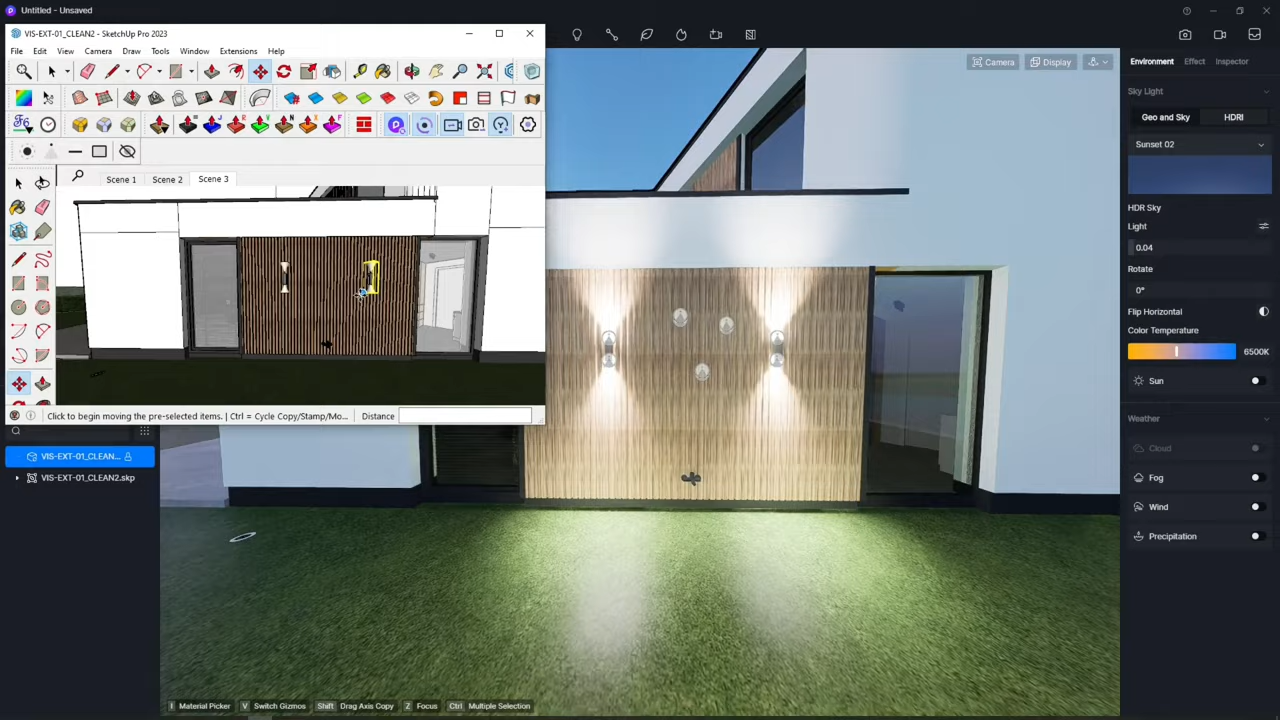 Untitled - Unsaved
VIS-EXT-01_CLEAN2 - SketchUp Pro 2023
File Edit View Camera Draw Tools Window Extensions Help
Scene 1 Scene 2 Scene 3
Click to begin moving the pre-selected items. | Ctrl = Cycle Copy/Stamp/Mo... Distance
VIS-EXT-01_CLEAN...
VIS-EXT-01_CLEAN2.skp
Camera Display
Environment Effect Inspector
Sky Light
Geo and Sky HDRI
Sunset 02
HDR Sky
Light
0.04
Rotate
0°
Flip Horizontal
Color Temperature
6500K
Sun
Weather
Cloud
Fog
Wind
Precipitation
I Material Picker V Switch Gizmos Shift Drag Axis Copy Z Focus Ctrl Multiple Selection